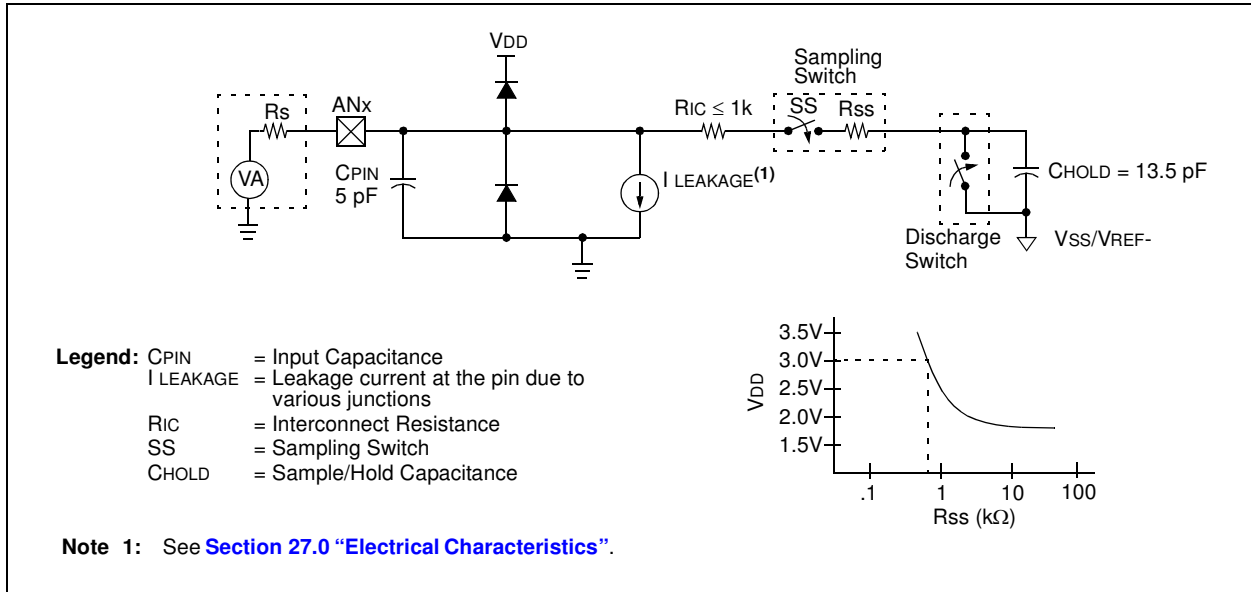 VDD
Sampling
Switch
Rs
ANx
RIC ≤ 1k
SS
Rss
VA
CPIN
5 pF
I LEAKAGE(1)
CHOLD = 13.5 pF
Discharge
Switch
VSS/VREF-
Legend: CPIN = Input Capacitance
I LEAKAGE = Leakage current at the pin due to
various junctions
RIC = Interconnect Resistance
SS = Sampling Switch
CHOLD = Sample/Hold Capacitance
VDD
3.5V
3.0V
2.5V
2.0V
1.5V
.1 1 10 100
Rss (kΩ)
Note 1: See Section 27.0 “Electrical Characteristics”.